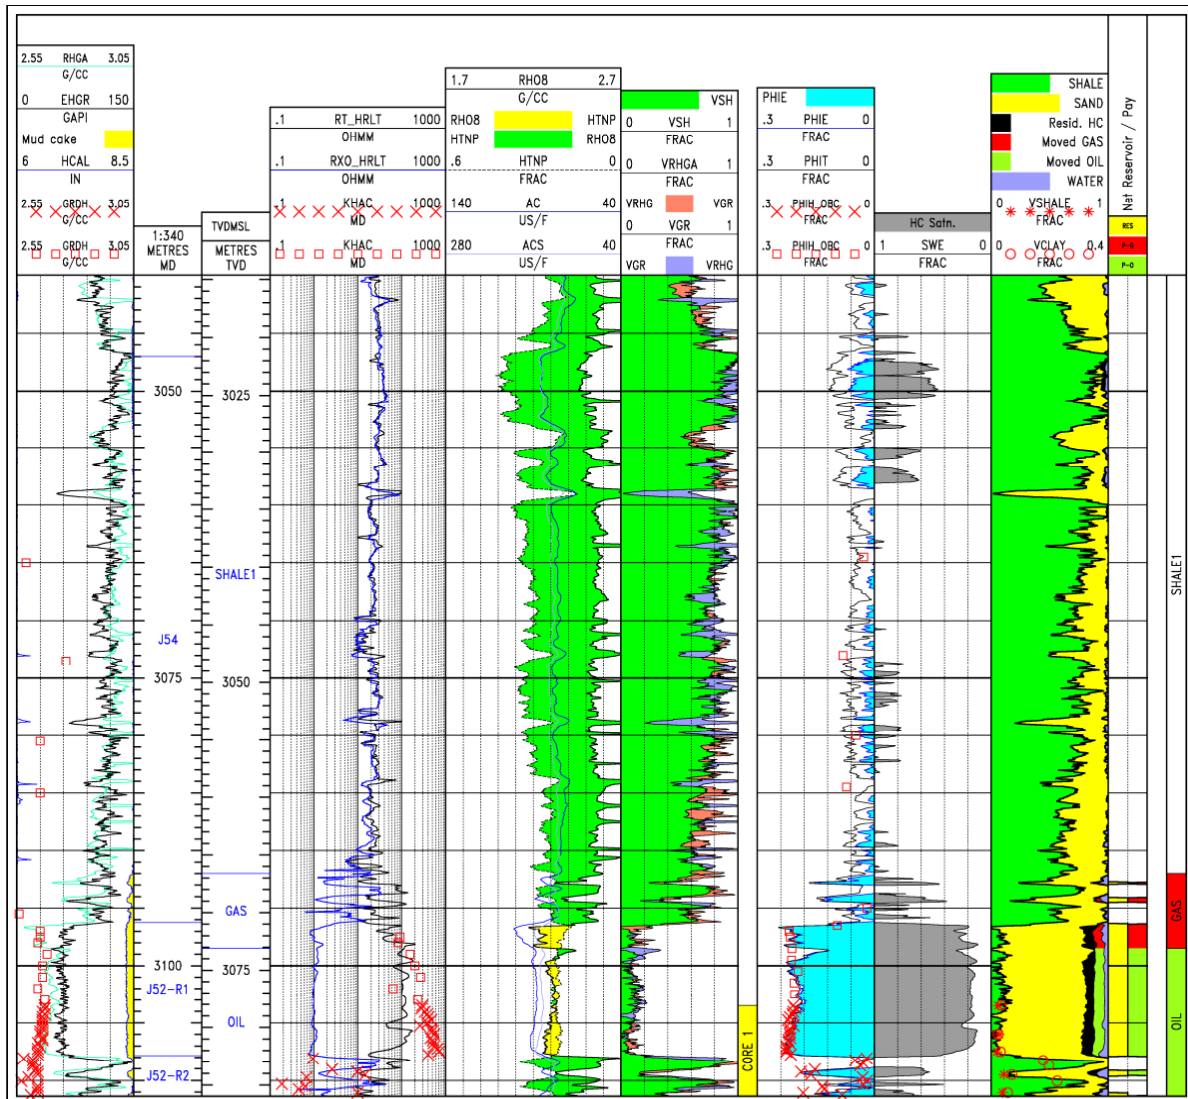 2.55 RHGA 3.05
G/CC
0 EHGR 150
GAPI
Mud cake
6 HCAL 8.5
IN
2.55 GRDH 3.05
G/CC
2.55 GRDH 3.05
G/CC
1:340
METRES
MD
TVDMSL
METRES
TVD
.1 RT_HRLT 1000
OHMM
.1 RXO_HRLT 1000
OHMM
.1 KHAC 1000
MD
.1 KHAC 1000
MD
1.7 RHO8 2.7
G/CC
RHO8 HTNP
HTNP RHO8
.6 HTNP 0
FRAC
140 AC 40
US/F
280 ACS 40
US/F
VSH
0 VSH 1
FRAC
0 VRHGA 1
FRAC
VRHG VGR
0 VGR 1
FRAC
VGR VRHG
PHIE
.3 PHIE 0
FRAC
.3 PHIT 0
FRAC
.3 PHIH_OBC 0
FRAC
.3 PHIH_OBC 0
FRAC
HC Satn.
1 SWE 0
FRAC
SHALE
SAND
Resid. HC
Moved GAS
Moved OIL
WATER
0 VSHALE 1
FRAC
0 VCLAY 0.4
FRAC
Net Reservoir / Pay
RES
P-G
P-O
3050
3025
SHALE1
J54
3075
3050
GAS
3100
3075
J52-R1
OIL
J52-R2
CORE 1
SHALE1
GAS
OIL